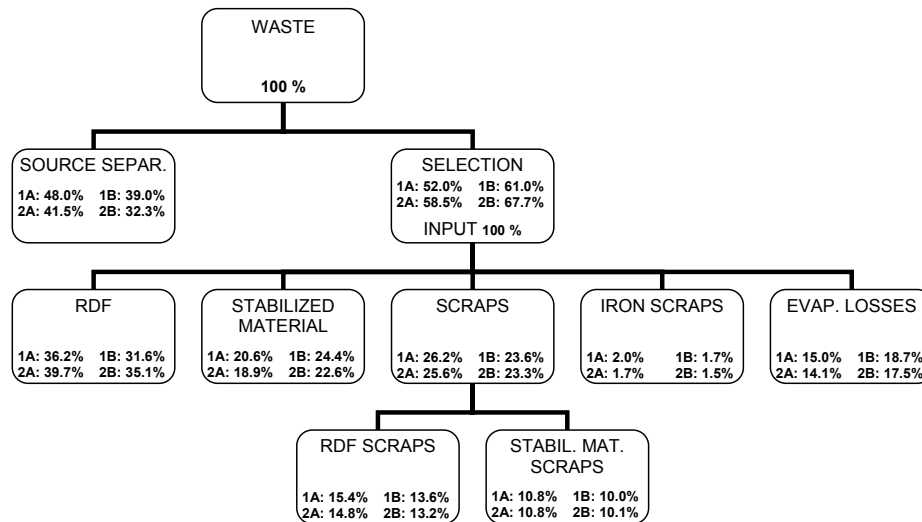 WASTE
100 %
SOURCE SEPAR.
1A: 48.0% 1B: 39.0%
2A: 41.5% 2B: 32.3%
SELECTION
1A: 52.0% 1B: 61.0%
2A: 58.5% 2B: 67.7%
INPUT 100 %
RDF
1A: 36.2% 1B: 31.6%
2A: 39.7% 2B: 35.1%
STABILIZED
MATERIAL
1A: 20.6% 1B: 24.4%
2A: 18.9% 2B: 22.6%
SCRAPS
1A: 26.2% 1B: 23.6%
2A: 25.6% 2B: 23.3%
IRON SCRAPS
1A: 2.0% 1B: 1.7%
2A: 1.7% 2B: 1.5%
EVAP. LOSSES
1A: 15.0% 1B: 18.7%
2A: 14.1% 2B: 17.5%
RDF SCRAPS
1A: 15.4% 1B: 13.6%
2A: 14.8% 2B: 13.2%
STABIL. MAT.
SCRAPS
1A: 10.8% 1B: 10.0%
2A: 10.8% 2B: 10.1%